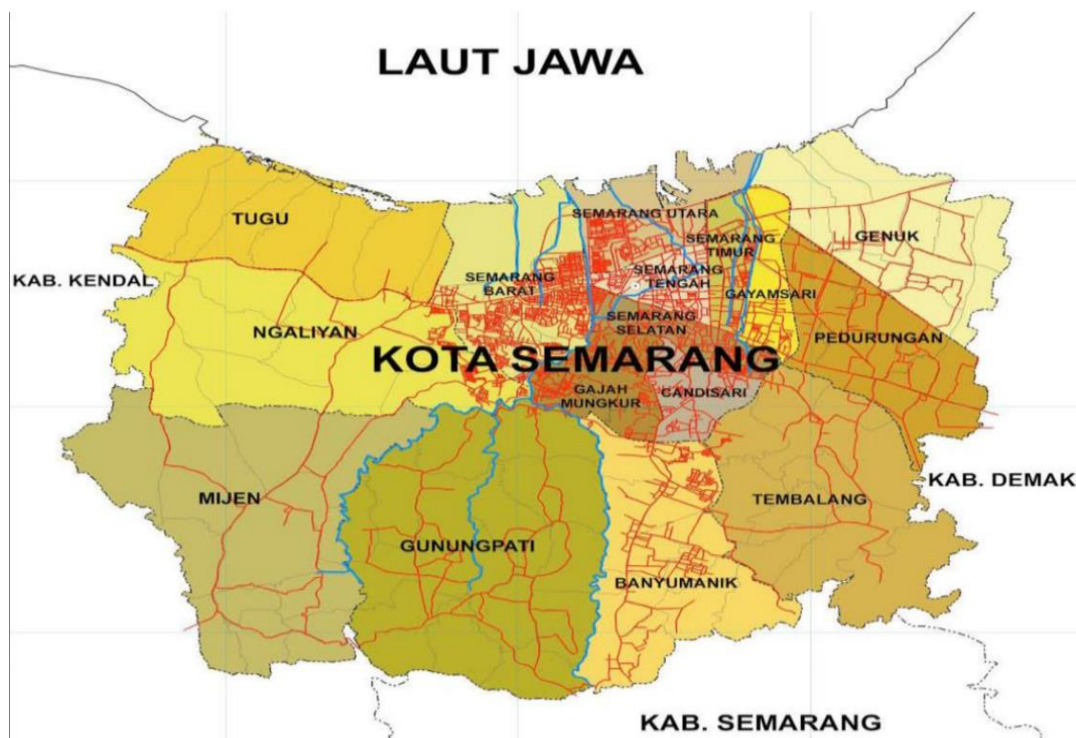 LAUT JAWA
TUGU
SEMARANG UTARA
SEMARANG
TIMUR
GENUK
KAB. KENDAL
SEMARANG
BARAT
SEMARANG
TENGAH
GAYAMSARI
NGALIYAN
SEMARANG
SELATAN
PEDURUNGAN
KOTA SEMARANG
GAJAH
MUNGKUR
CANDISARI
MIJEN
TEMBALANG
KAB. DEMAK
GUNUNGPATI
BANYUMANIK
KAB. SEMARANG